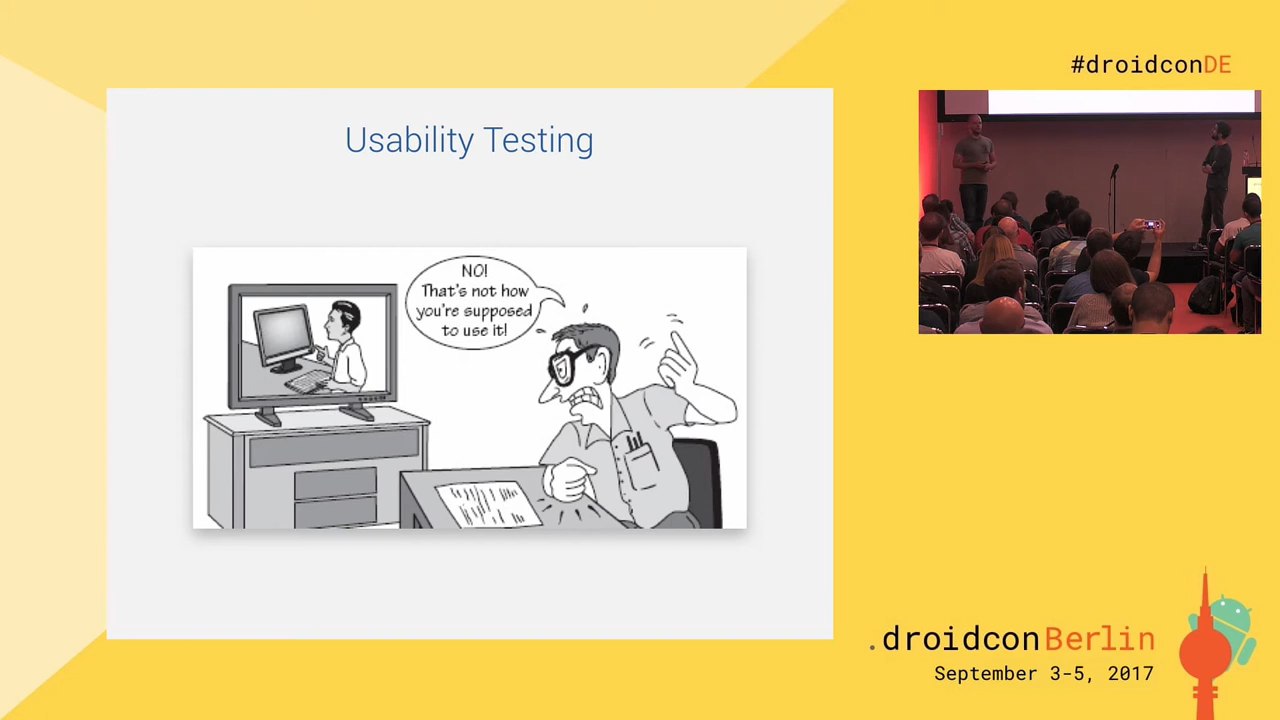 #droidconDE
Usability Testing
NO!
That's not how
you're supposed
to use it!
.droidconBerlin
September 3-5, 2017